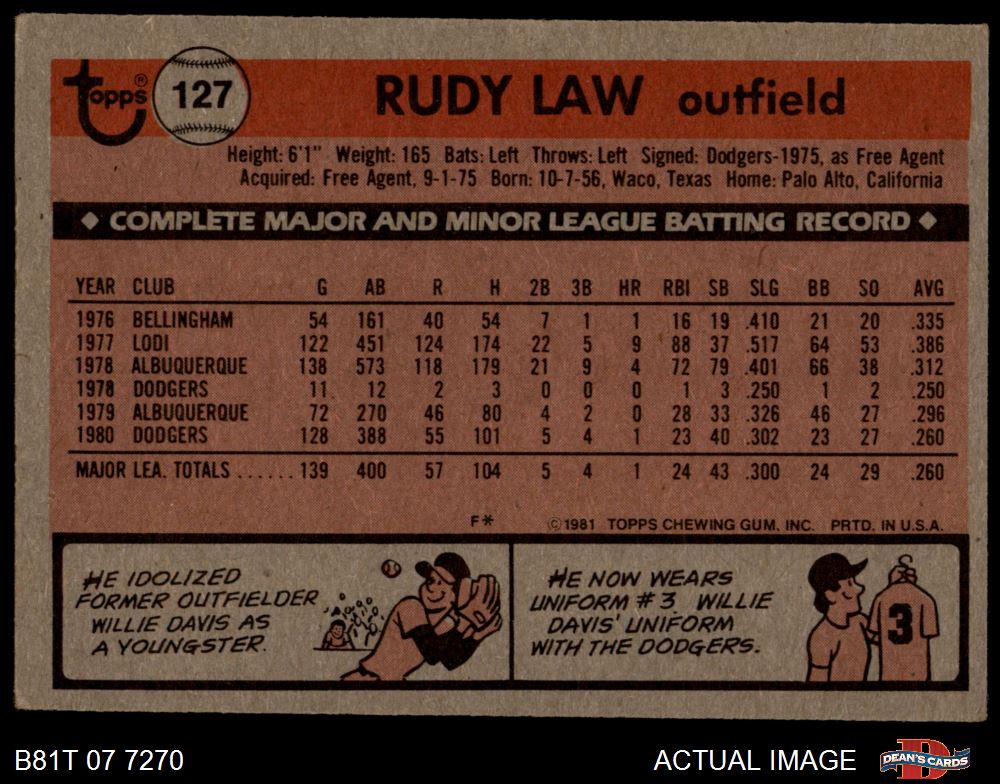 Topps® 127 RUDY LAW outfield
Height: 6'1" Weight: 165 Bats: Left Throws: Left Signed: Dodgers-1975, as Free Agent
Acquired: Free Agent, 9-1-75 Born: 10-7-56, Waco, Texas Home: Palo Alto, California
◆ COMPLETE MAJOR AND MINOR LEAGUE BATTING RECORD ◆
YEAR CLUB G AB R H 2B 3B HR RBI SB SLG BB SO AVG
1976 BELLINGHAM 54 161 40 54 7 1 1 16 19 .410 21 20 .335
1977 LODI 122 451 124 174 22 5 9 88 37 .517 64 53 .386
1978 ALBUQUERQUE 138 573 118 179 21 9 4 72 79 .401 66 38 .312
1978 DODGERS 11 12 2 3 0 0 0 1 3 .250 1 2 .250
1979 ALBUQUERQUE 72 270 46 80 4 2 0 28 33 .326 46 27 .296
1980 DODGERS 128 388 55 101 5 4 1 23 40 .302 23 27 .260
MAJOR LEA. TOTALS ...... 139 400 57 104 5 4 1 24 43 .300 24 29 .260
F* ©1981 TOPPS CHEWING GUM, INC. PRTD. IN U.S.A.
HE IDOLIZED
FORMER OUTFIELDER
WILLIE DAVIS AS
A YOUNGSTER.
HE NOW WEARS
UNIFORM #3, WILLIE
DAVIS' UNIFORM
WITH THE DODGERS.
3
B81T 07 7270 ACTUAL IMAGE D DEAN'S CARDS